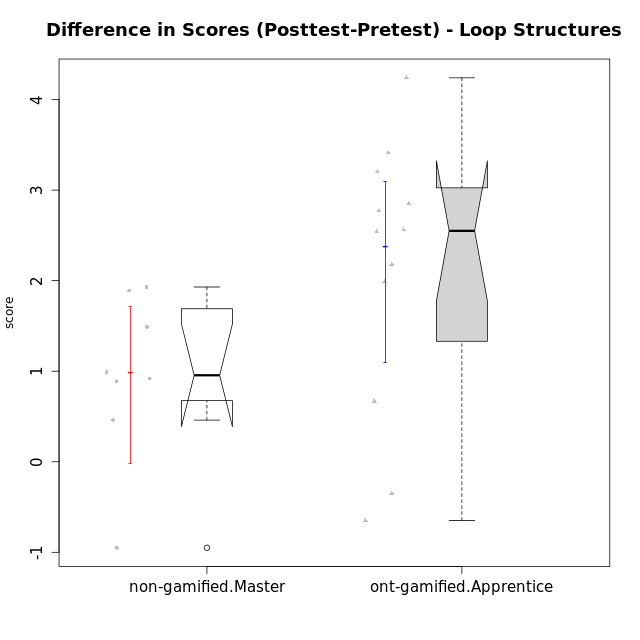 Difference in Scores (Posttest-Pretest) - Loop Structures
4
3
2
1
0
-1
score
non-gamified.Master
ont-gamified.Apprentice